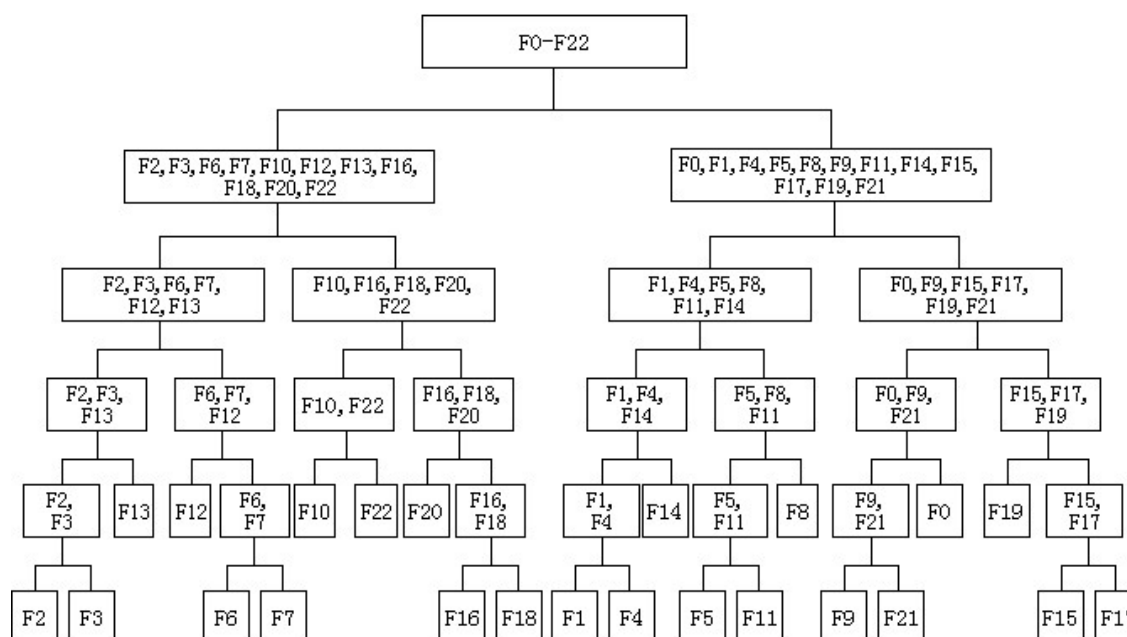 F0-F22
F2,F3,F6,F7,F10,F12,F13,F16,
F18,F20,F22
F0,F1,F4,F5,F8,F9,F11,F14,F15,
F17,F19,F21
F2,F3,F6,F7,
F12,F13
F10,F16,F18,F20,
F22
F1,F4,F5,F8,
F11,F14
F0,F9,F15,F17,
F19,F21
F2,F3,
F13
F6,F7,
F12
F10,F22
F16,F18,
F20
F1,F4,
F14
F5,F8,
F11
F0,F9,
F21
F15,F17,
F19
F2,
F3
F13
F12
F6,
F7
F10
F22
F20
F16,
F18
F1,
F4
F14
F5,
F11
F8
F9,
F21
F0
F19
F15,
F17
F2
F3
F6
F7
F16
F18
F1
F4
F5
F11
F9
F21
F15